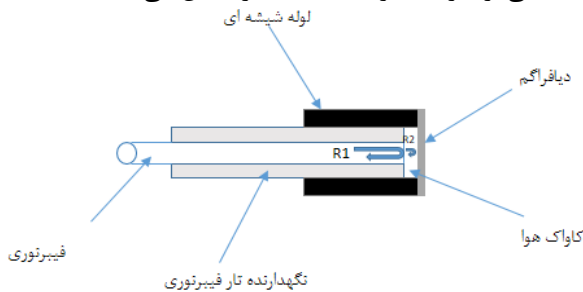 لوله شیشه ای
دیافراگم
R2
R1
کاواک هوا
فیبرنوری
نگهدارنده تار فیبرنوری